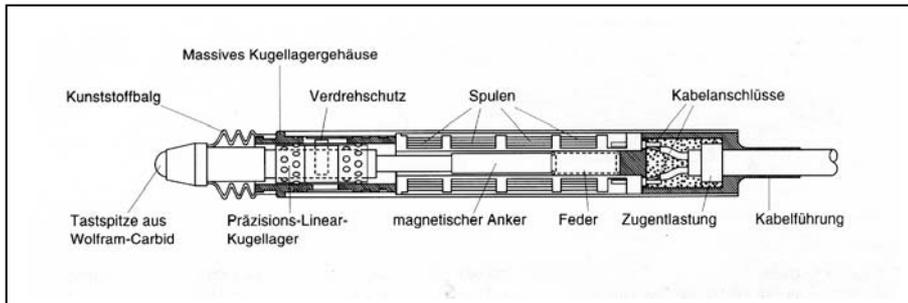 Massives Kugellagergehäuse
Kunststoffbalg
Verdrehschutz
Spulen
Kabelanschlüsse
Tastspitze aus
Wolfram-Carbid
Präzisions-Linear-
Kugellager
magnetischer Anker
Feder
Zugentlastung
Kabelführung